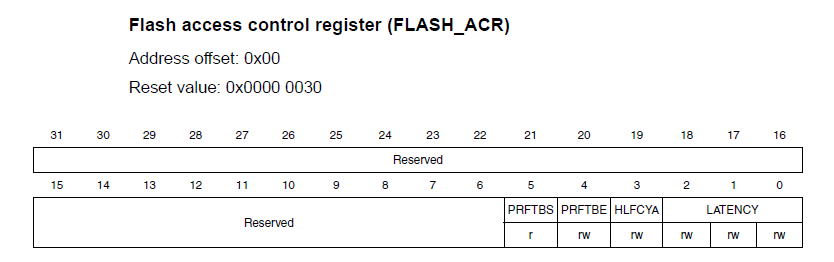 Flash access control register (FLASH_ACR)
Address offset: 0x00
Reset value: 0x0000 0030
31 30 29 28 27 26 25 24 23 22 21 20 19 18 17 16
Reserved
15 14 13 12 11 10 9 8 7 6 5 4 3 2 1 0
Reserved PRFTBS PRFTBE HLFCYA LATENCY
r rw rw rw rw rw